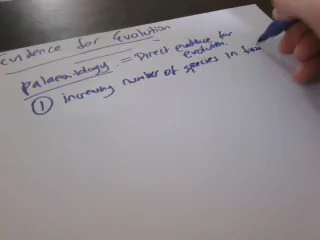 Evidence for Evolution
Palaeontology = Direct evidence for
evolution.
① increasing number of species in